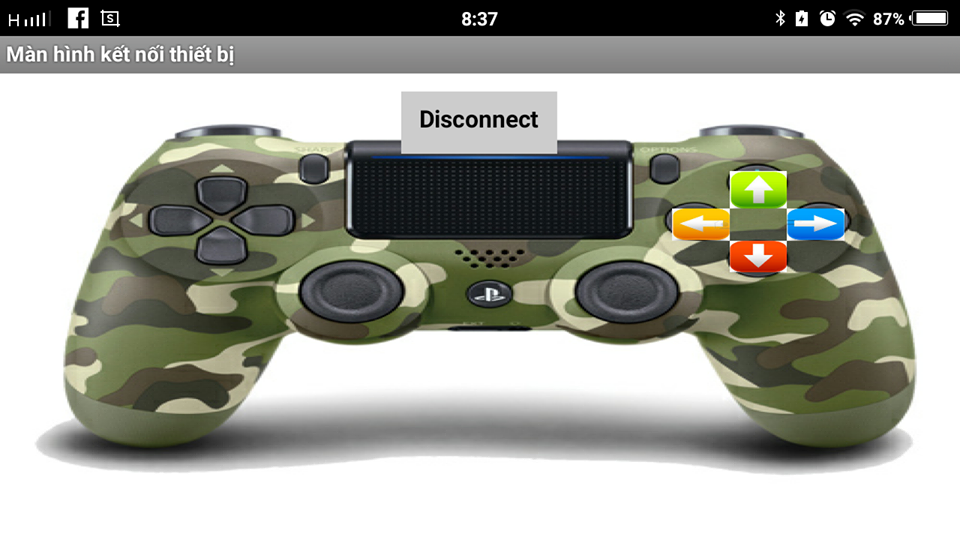 H
8:37
87%
Màn hình kết nối thiết bị
Disconnect
SHARE
OPTIONS